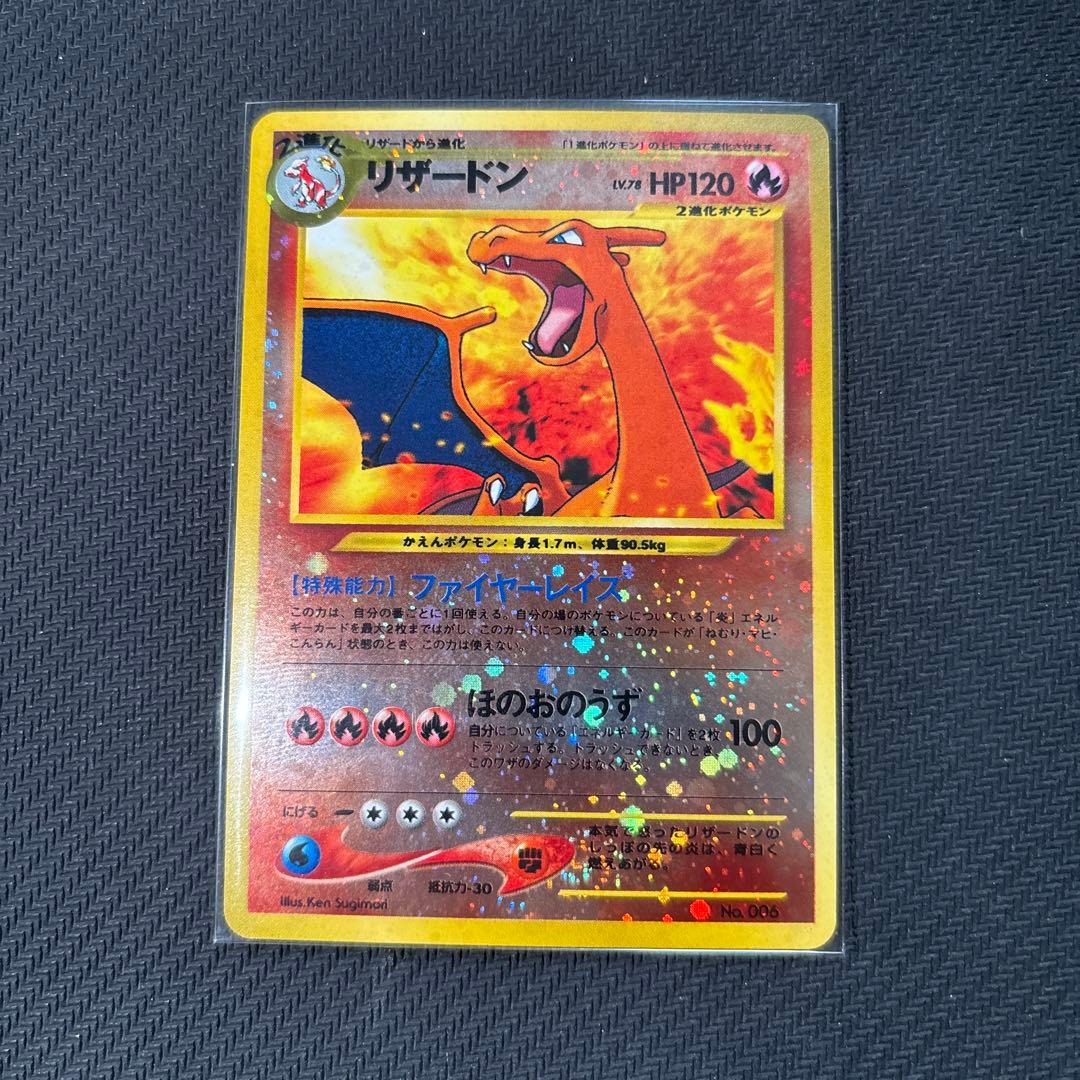 2進化
リザードから進化
「1進化ポケモン」の上に重ねて進化させます。
リザードン
LV.78 HP120
2進化ポケモン
かえんポケモン：身長1.7m、体重90.5kg
【特殊能力】ファイヤーレイズ
この力は、自分の番ごとに1回使える。自分の場のポケモンについている「炎」エネル
ギーカードを最大2枚まではがし、このカードにつけ替える。このカードが「ねむり・マヒ・
こんらん」状態のとき、この力は使えない。
ほのおのうず
100
自分についている『エネルギーカード』を2枚
トラッシュする。トラッシュできないとき、
このワザのダメージはなくなる。
にげる
本気で怒ったリザードンの
しっぽの先の炎は、青白く
燃えあがる。
弱点 抵抗力-30
Illus. Ken Sugimori
No. 006